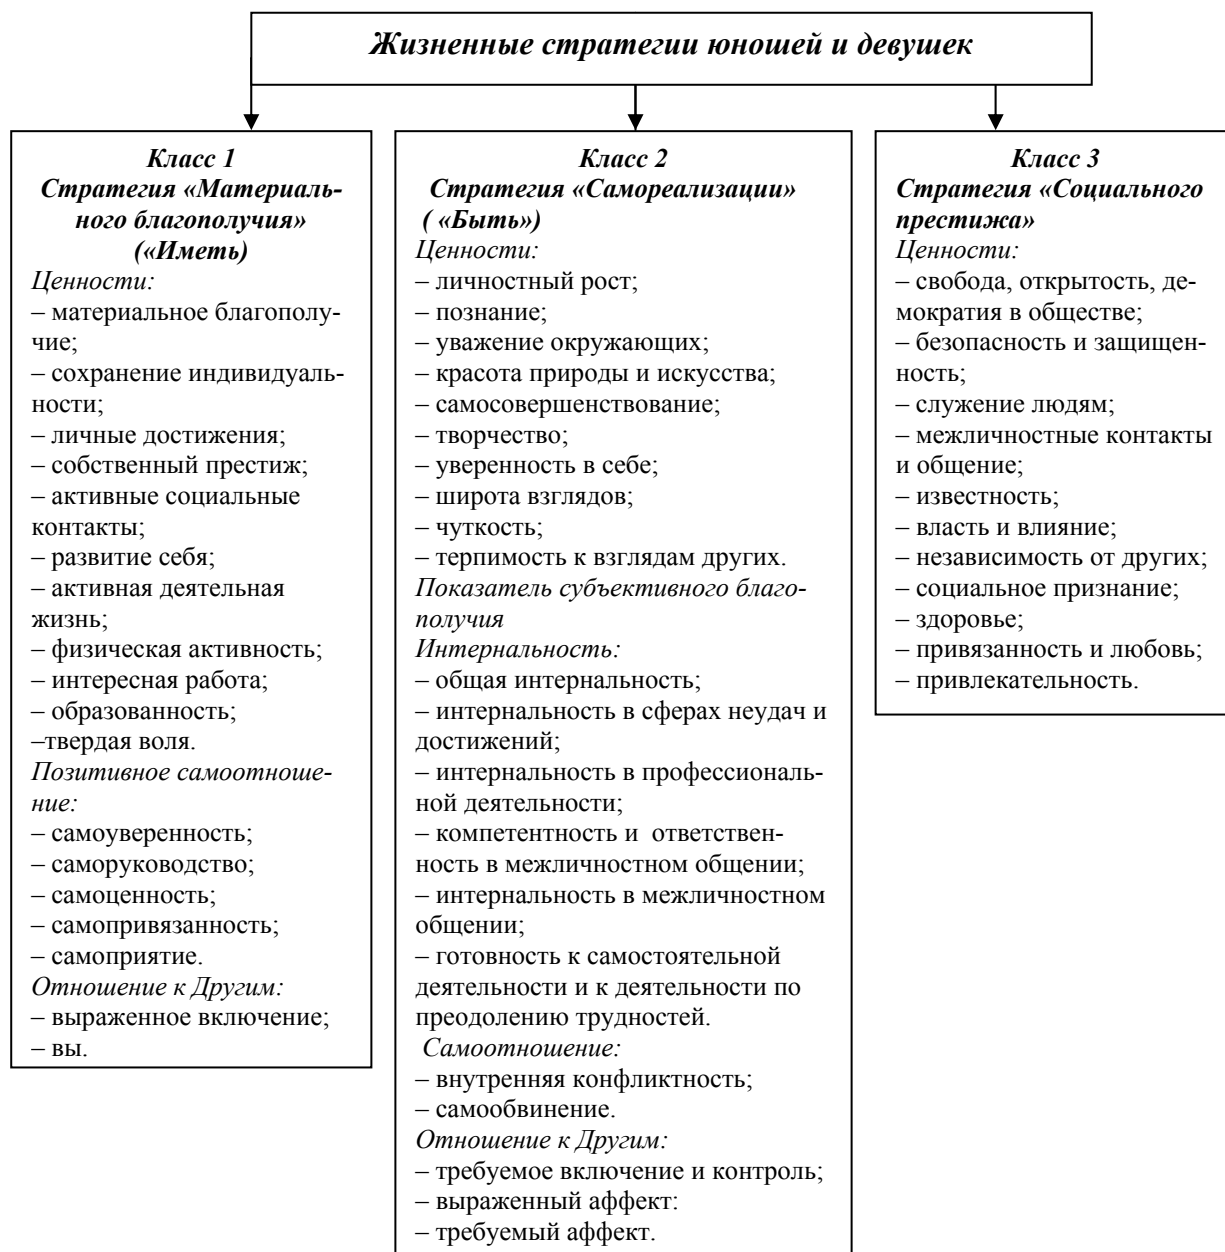 Жизненные стратегии юношей и девушек
Класс 1
Стратегия «Материаль-
ного благополучия»
(«Иметь)
Ценности:
– материальное благополу-
чие;
– сохранение индивидуаль-
ности;
– личные достижения;
– собственный престиж;
– активные социальные
контакты;
– развитие себя;
– активная деятельная
жизнь;
– физическая активность;
– интересная работа;
– образованность;
–твердая воля.
Позитивное самоотноше-
ние:
– самоуверенность;
– саморуководство;
– самоценность;
– самопривязанность;
– самоприятие.
Отношение к Другим:
– выраженное включение;
– вы.
Класс 2
Стратегия «Самореализации»
( «Быть»)
Ценности:
– личностный рост;
– познание;
– уважение окружающих;
– красота природы и искусства;
– самосовершенствование;
– творчество;
– уверенность в себе;
– широта взглядов;
– чуткость;
– терпимость к взглядам других.
Показатель субъективного благо-
получия
Интернальность:
– общая интернальность;
– интернальность в сферах неудач и
достижений;
– интернальность в профессиональ-
ной деятельности;
– компетентность и ответствен-
ность в межличностном общении;
– интернальность в межличностном
общении;
– готовность к самостоятельной
деятельности и к деятельности по
преодолению трудностей.
Самоотношение:
– внутренняя конфликтность;
– самообвинение.
Отношение к Другим:
– требуемое включение и контроль;
– выраженный аффект:
– требуемый аффект.
Класс 3
Стратегия «Социального
престижа»
Ценности:
– свобода, открытость, де-
мократия в обществе;
– безопасность и защищен-
ность;
– служение людям;
– межличностные контакты
и общение;
– известность;
– власть и влияние;
– независимость от других;
– социальное признание;
– здоровье;
– привязанность и любовь;
– привлекательность.